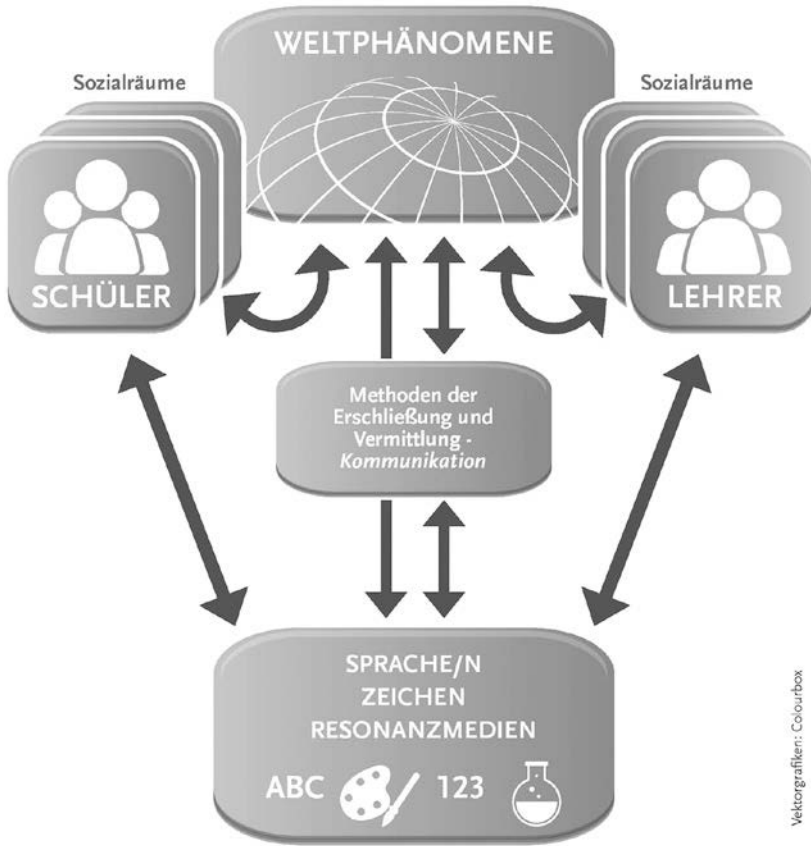 WELTPHÄNOMENE
Sozialräume
Sozialräume
SCHÜLER
LEHRER
Methoden der
Erschließung und
Vermittlung -
Kommunikation
SPRACHE/N
ZEICHEN
RESONANZMEDIEN
ABC
123
Vektorgrafiken: Colourbox